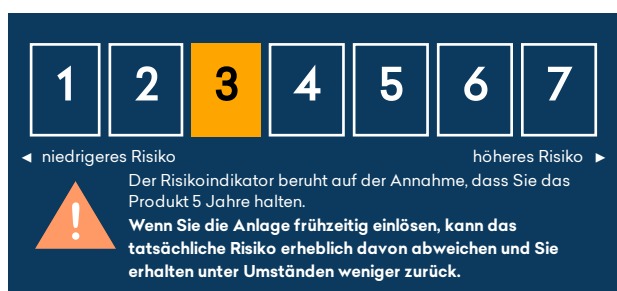 1 2 3 4 5 6 7
◄ niedrigeres Risiko höheres Risiko ►
Der Risikoindikator beruht auf der Annahme, dass Sie das
Produkt 5 Jahre halten.
Wenn Sie die Anlage frühzeitig einlösen, kann das
tatsächliche Risiko erheblich davon abweichen und Sie
erhalten unter Umständen weniger zurück.